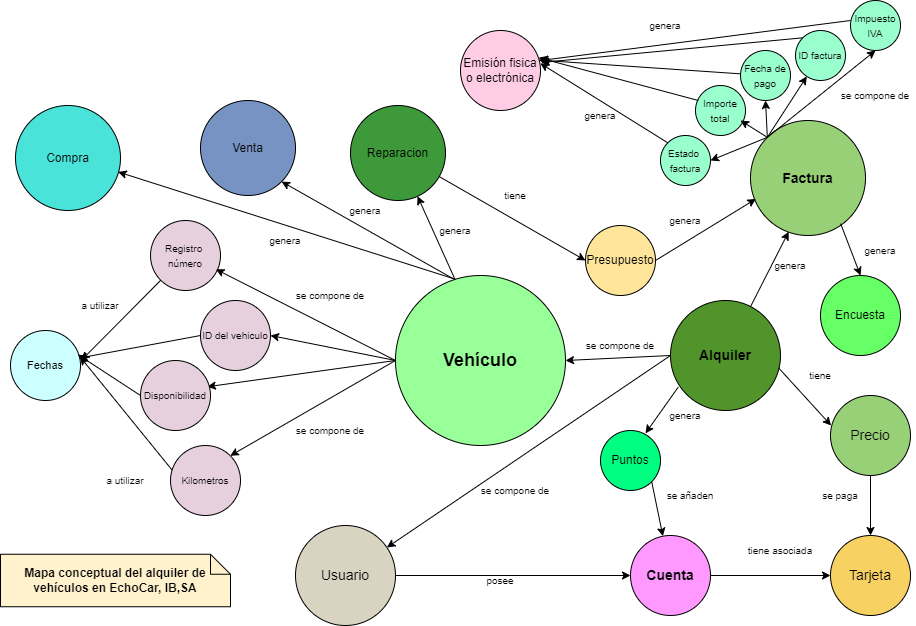 Impuesto
IVA
genera
ID factura
Emisión fisica
o electrónica
Fecha de
pago
se compone de
Importe
total
genera
Estado
factura
Compra
Venta
Reparacion
Factura
tiene
genera
genera
genera
genera
genera
Registro
número
Presupuesto
genera
genera
se compone de
a utilizar
Encuesta
ID del vehiculo
se compone de
Vehículo
Alquiler
Fechas
tiene
Disponibilidad
genera
se compone de
Precio
Puntos
a utilizar
Kilometros
se compone de
se añaden
se paga
tiene asociada
Mapa conceptual del alquiler de
vehículos en EchoCar, IB,SA
Usuario
posee
Cuenta
Tarjeta